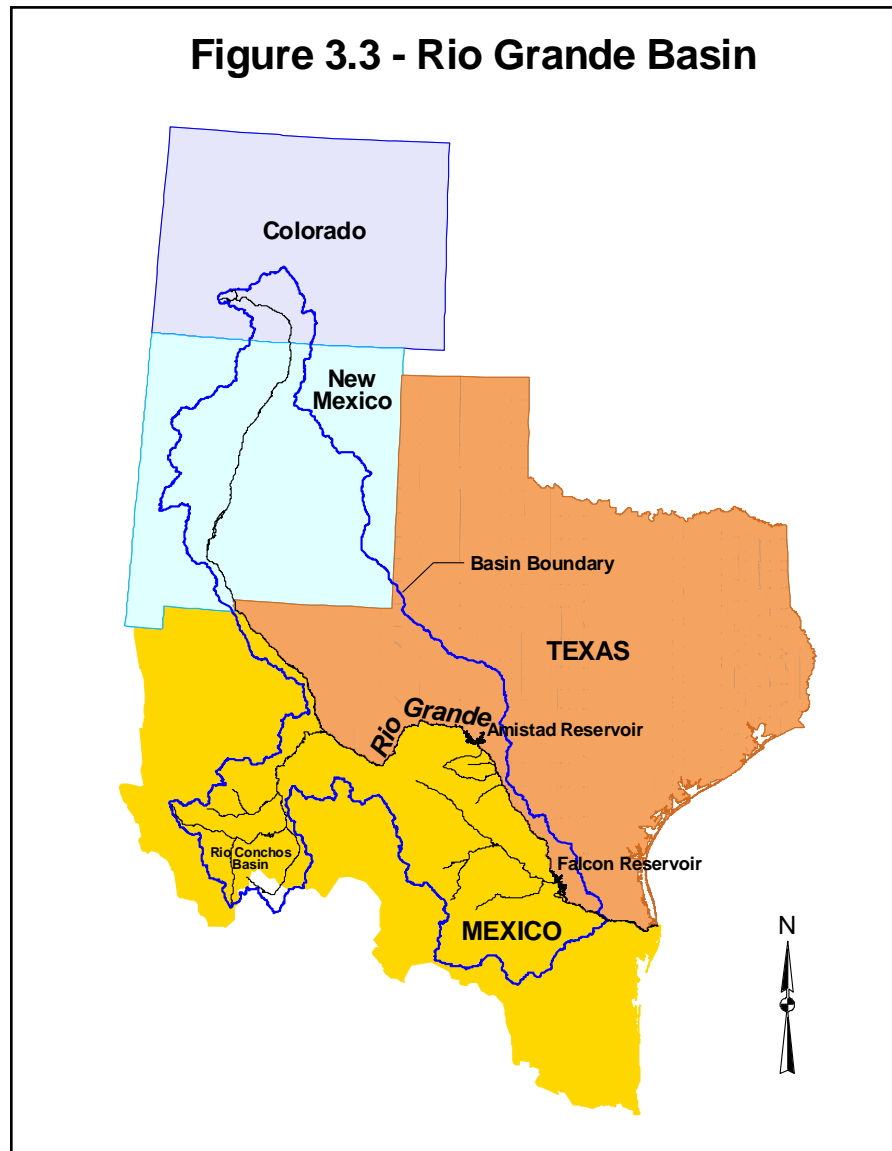 Figure 3.3 - Rio Grande Basin
Colorado
New
Mexico
Basin Boundary
TEXAS
Rio Grande
Amistad Reservoir
Rio Conchos
Basin
Falcon Reservoir
MEXICO
N